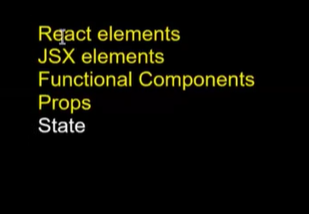 React elements
JSX elements
Functional Components
Props
State